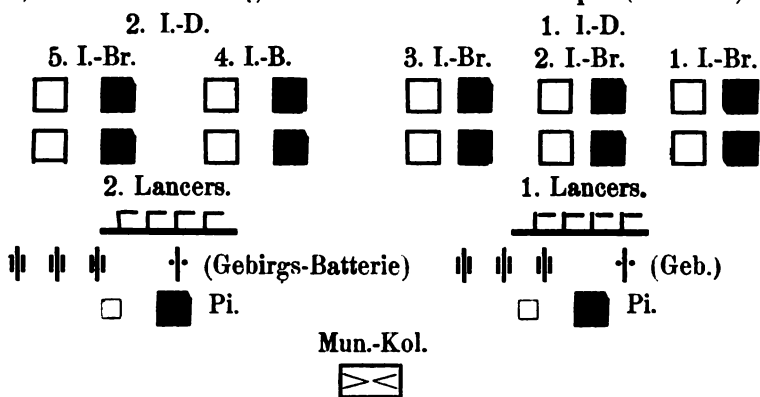 2. I.-D. 1. I.-D.
5. I.-Br. 4. I.-B. 3. I.-Br. 2. I.-Br. 1. I.-Br.
2. Lancers. 1. Lancers.
(Gebirgs-Batterie) (Geb.)
Pi. Pi.
Mun.-Kol.